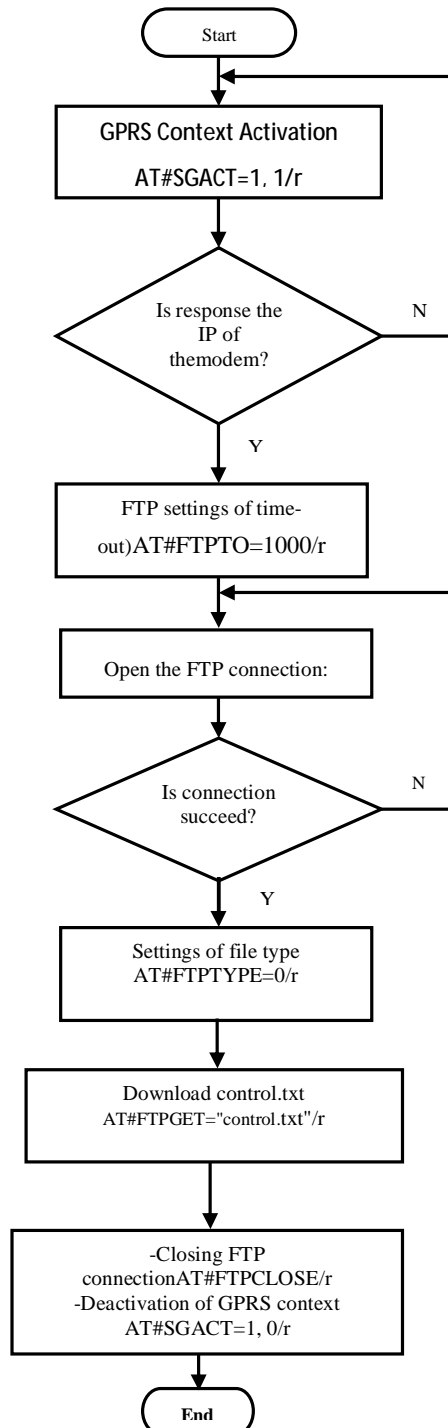 Start
GPRS Context Activation
AT#SGACT=1, 1/r
Is response the
IP of
themodem?
N
Y
FTP settings of time-
out)AT#FTPTO=1000/r
Open the FTP connection:
Is connection
succeed?
N
Y
Settings of file type
AT#FTPTYPE=0/r
Download control.txt
AT#FTPGET="control.txt"/r
-Closing FTP
connectionAT#FTPCLOSE/r
-Deactivation of GPRS context
AT#SGACT=1, 0/r
End